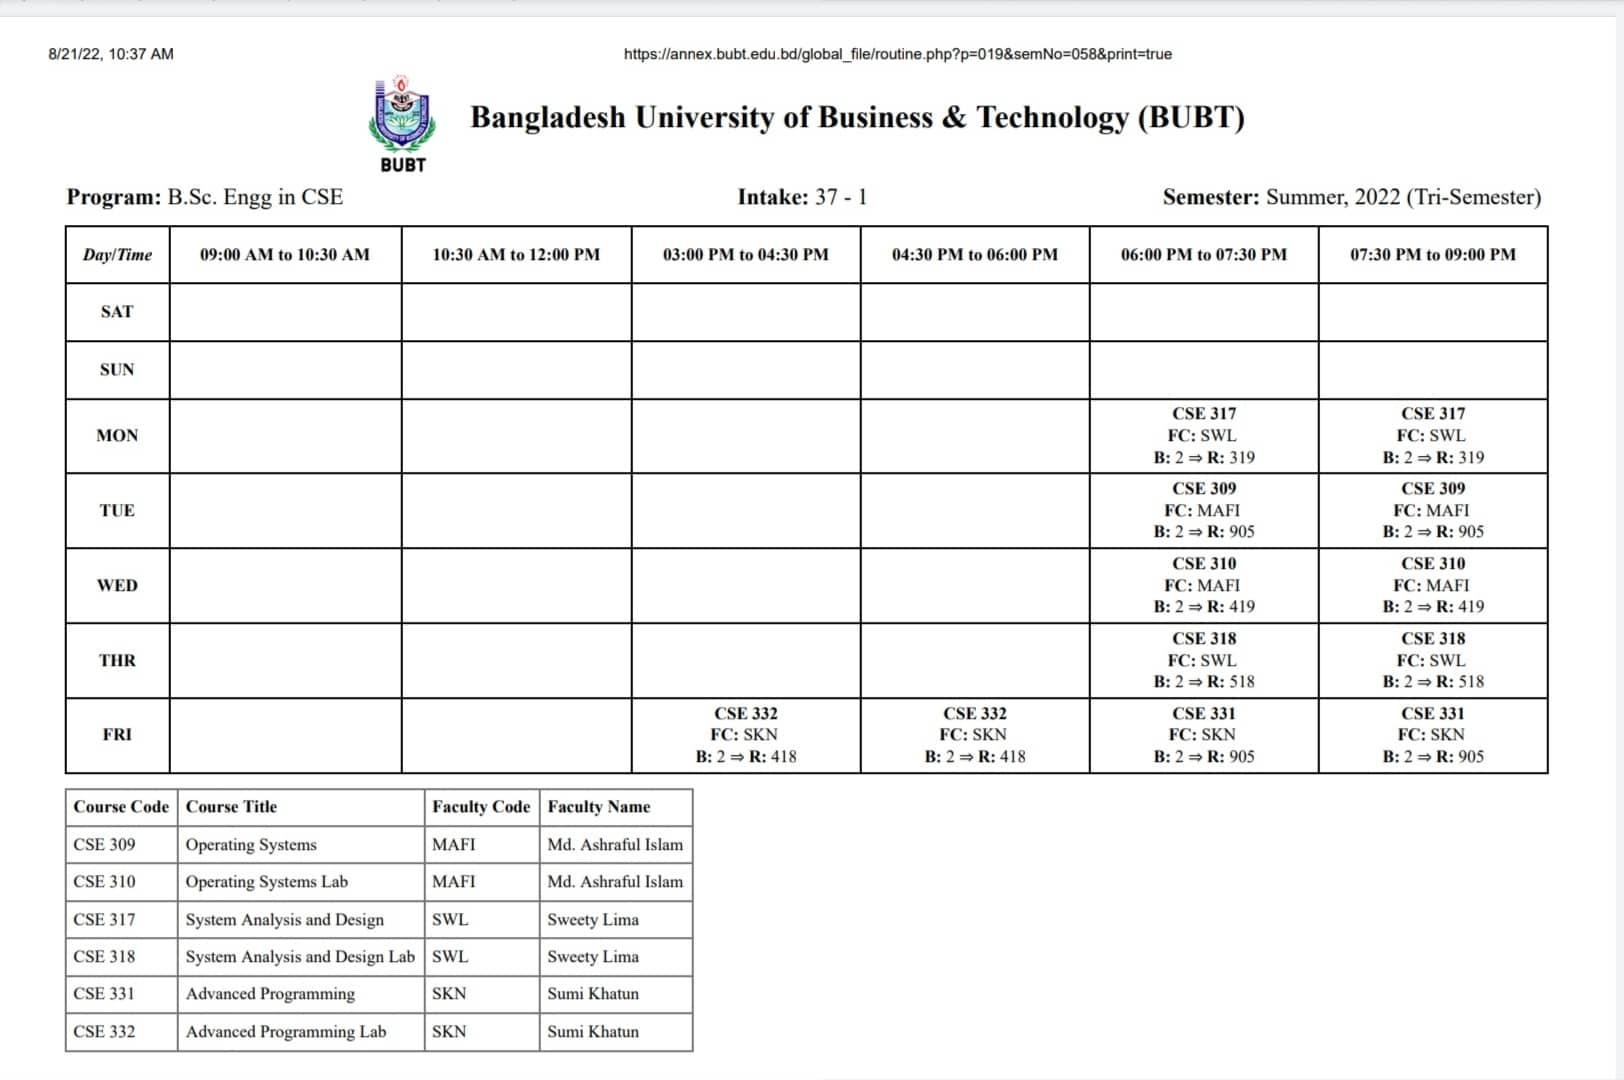 8/21/22, 10:37 AM https://annex.bubt.edu.bd/global_file/routine.php?p=019&semNo=058&print=true
BUBT
Bangladesh University of Business & Technology (BUBT)
Program: B.Sc. Engg in CSE Intake: 37 - 1 Semester: Summer, 2022 (Tri-Semester)
Day/Time 09:00 AM to 10:30 AM 10:30 AM to 12:00 PM 03:00 PM to 04:30 PM 04:30 PM to 06:00 PM 06:00 PM to 07:30 PM 07:30 PM to 09:00 PM
SAT
SUN
CSE 317 CSE 317
MON FC: SWL FC: SWL
B: 2 ⇒ R: 319 B: 2 ⇒ R: 319
CSE 309 CSE 309
TUE FC: MAFI FC: MAFI
B: 2 ⇒ R: 905 B: 2 ⇒ R: 905
CSE 310 CSE 310
WED FC: MAFI FC: MAFI
B: 2 ⇒ R: 419 B: 2 ⇒ R: 419
CSE 318 CSE 318
THR FC: SWL FC: SWL
B: 2 ⇒ R: 518 B: 2 ⇒ R: 518
CSE 332 CSE 332 CSE 331 CSE 331
FRI FC: SKN FC: SKN FC: SKN FC: SKN
B: 2 ⇒ R: 418 B: 2 ⇒ R: 418 B: 2 ⇒ R: 905 B: 2 ⇒ R: 905
Course Code Course Title Faculty Code Faculty Name
CSE 309 Operating Systems MAFI Md. Ashraful Islam
CSE 310 Operating Systems Lab MAFI Md. Ashraful Islam
CSE 317 System Analysis and Design SWL Sweety Lima
CSE 318 System Analysis and Design Lab SWL Sweety Lima
CSE 331 Advanced Programming SKN Sumi Khatun
CSE 332 Advanced Programming Lab SKN Sumi Khatun